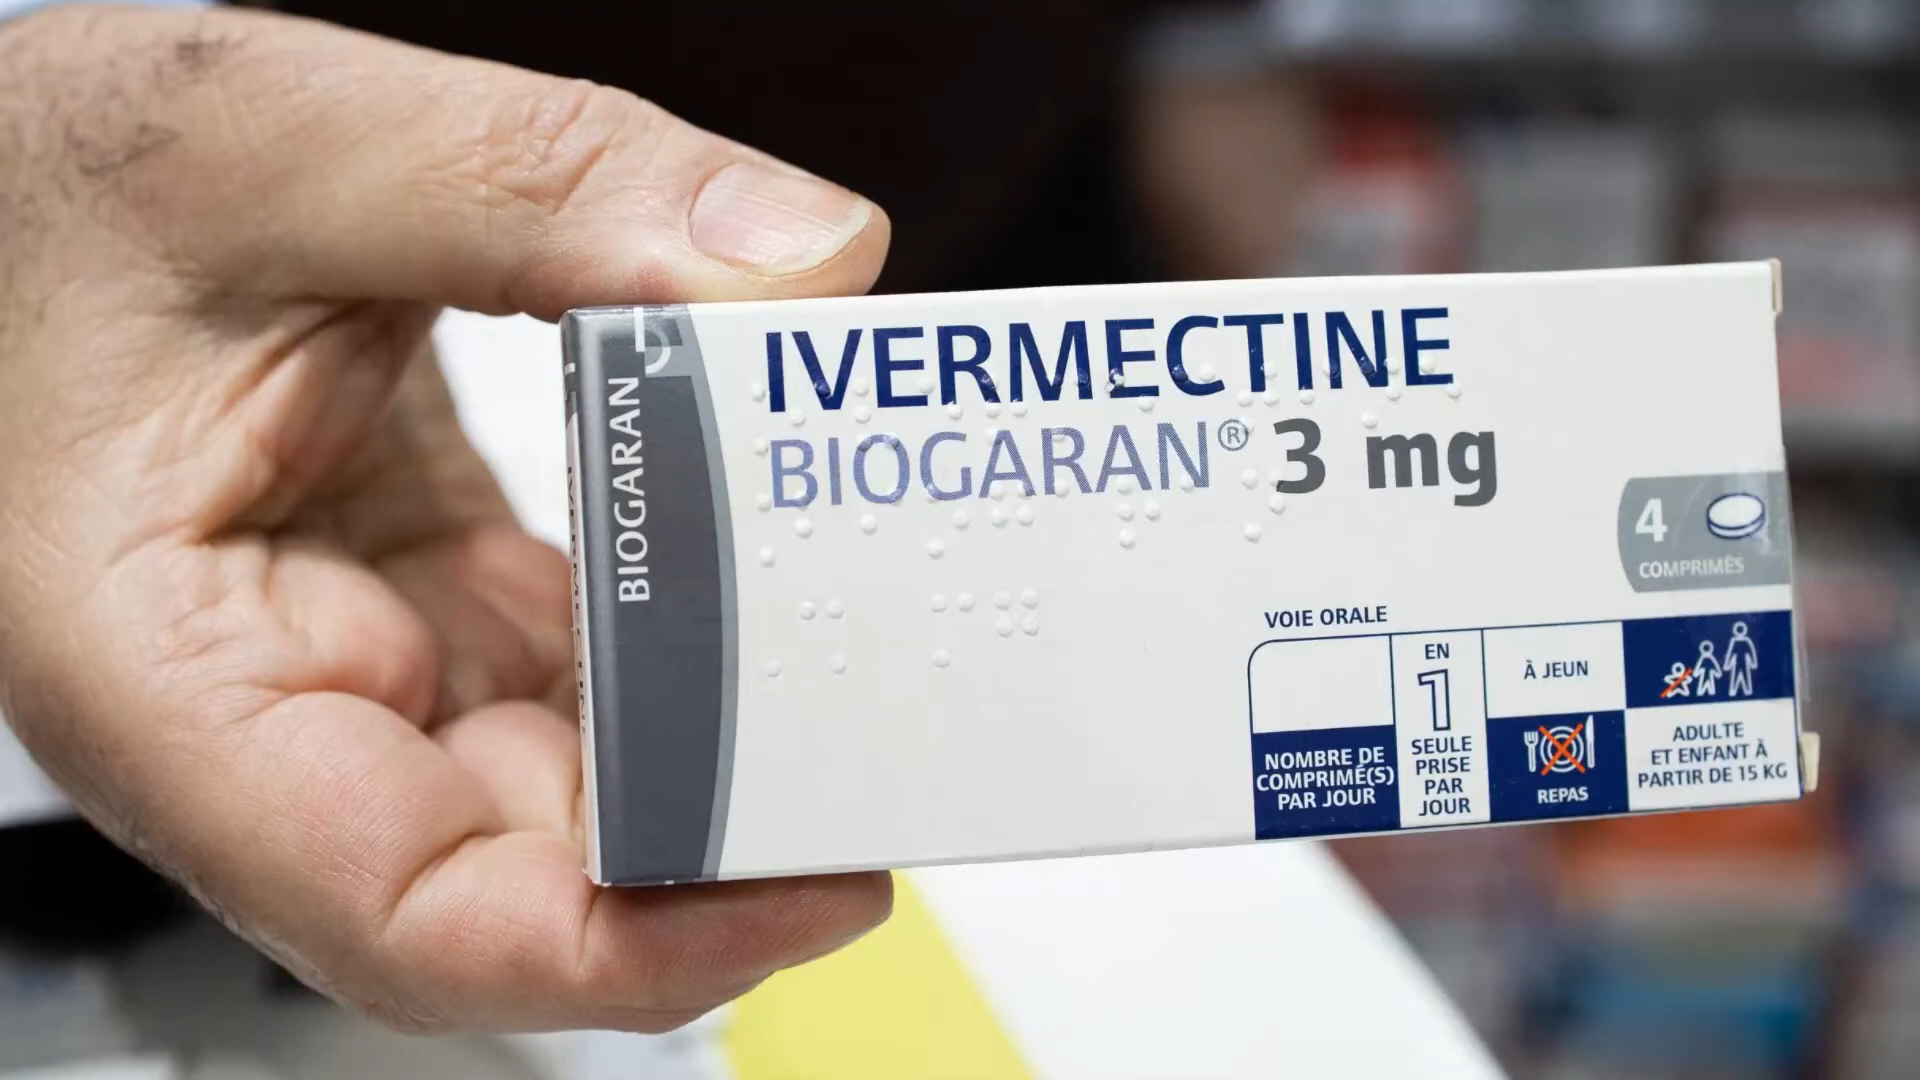 IVERMECTINE
BIOGARAN® 3 mg
BIOGARAN
4
COMPRIMÉS
VOIE ORALE
NOMBRE DE
COMPRIMÉ(S)
PAR JOUR
EN
1
SEULE
PRISE
PAR
JOUR
À JEUN
REPAS
ADULTE
ET ENFANT À
PARTIR DE 15 KG